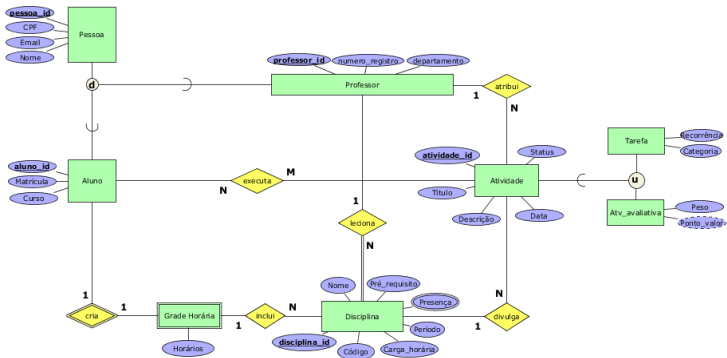 pessoa_id
CPF
Email
Nome
Pessoa
d
professor_id
numero_registro
departamento
Professor
1
atribui
N
aluno_id
Matricula
Curso
Aluno
N
executa
M
atividade_id
Status
Título
Atividade
Descrição
Data
Tarefa
Recorrência
Categoria
u
Atv_avaliativa
Peso
Ponto_valor
1
leciona
N
1
cria
1
Grade Horária
Horários
1
inclui
N
Nome
Pré_requisito
Presença
Disciplina
Período
disciplina_id
Código
Carga_horária
N
1
divulga